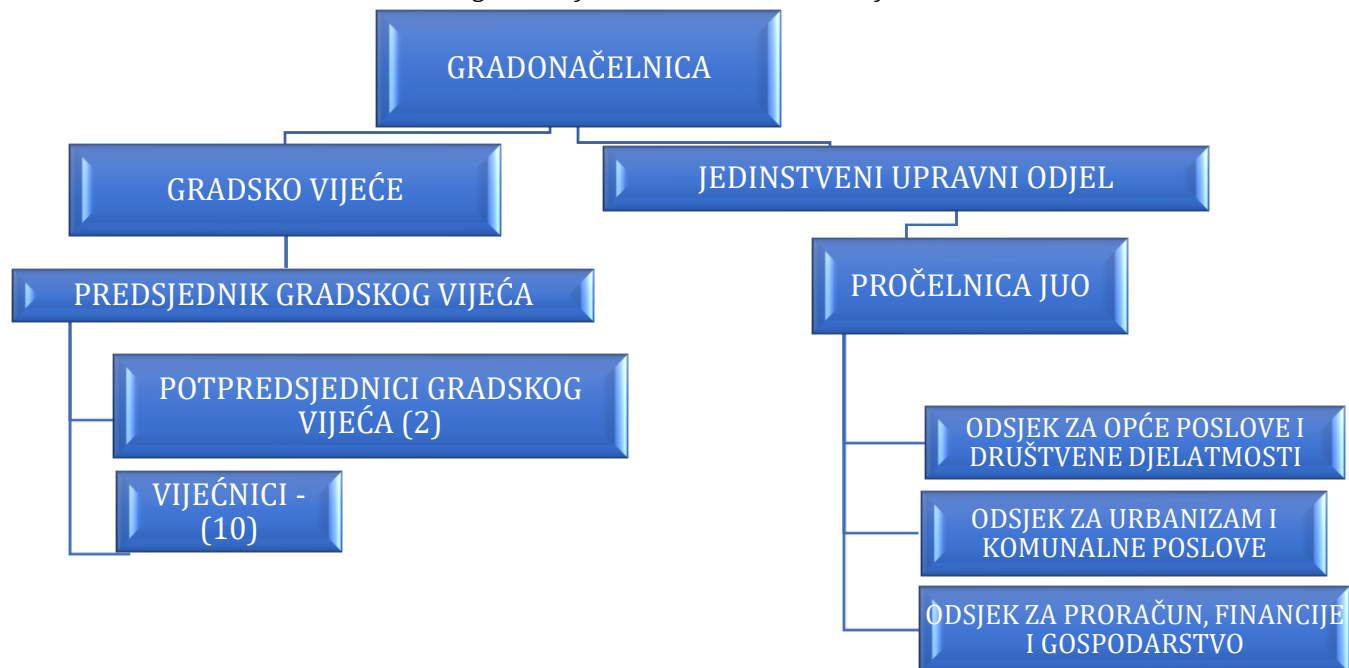 GRADONAČELNICA
GRADSKO VIJEĆE
JEDINSTVENI UPRAVNI ODJEL
PREDSJEDNIK GRADSKOG VIJEĆA
PROČELNICA JUO
POTPREDSJEDNICI GRADSKOG
VIJEĆA (2)
VIJEĆNICI -
(10)
ODSJEK ZA OPĆE POSLOVE I
DRUŠTVENE DJELATMOSTI
ODSJEK ZA URBANIZAM I
KOMUNALNE POSLOVE
ODSJEK ZA PRORAČUN, FINANCIJE
I GOSPODARSTVO